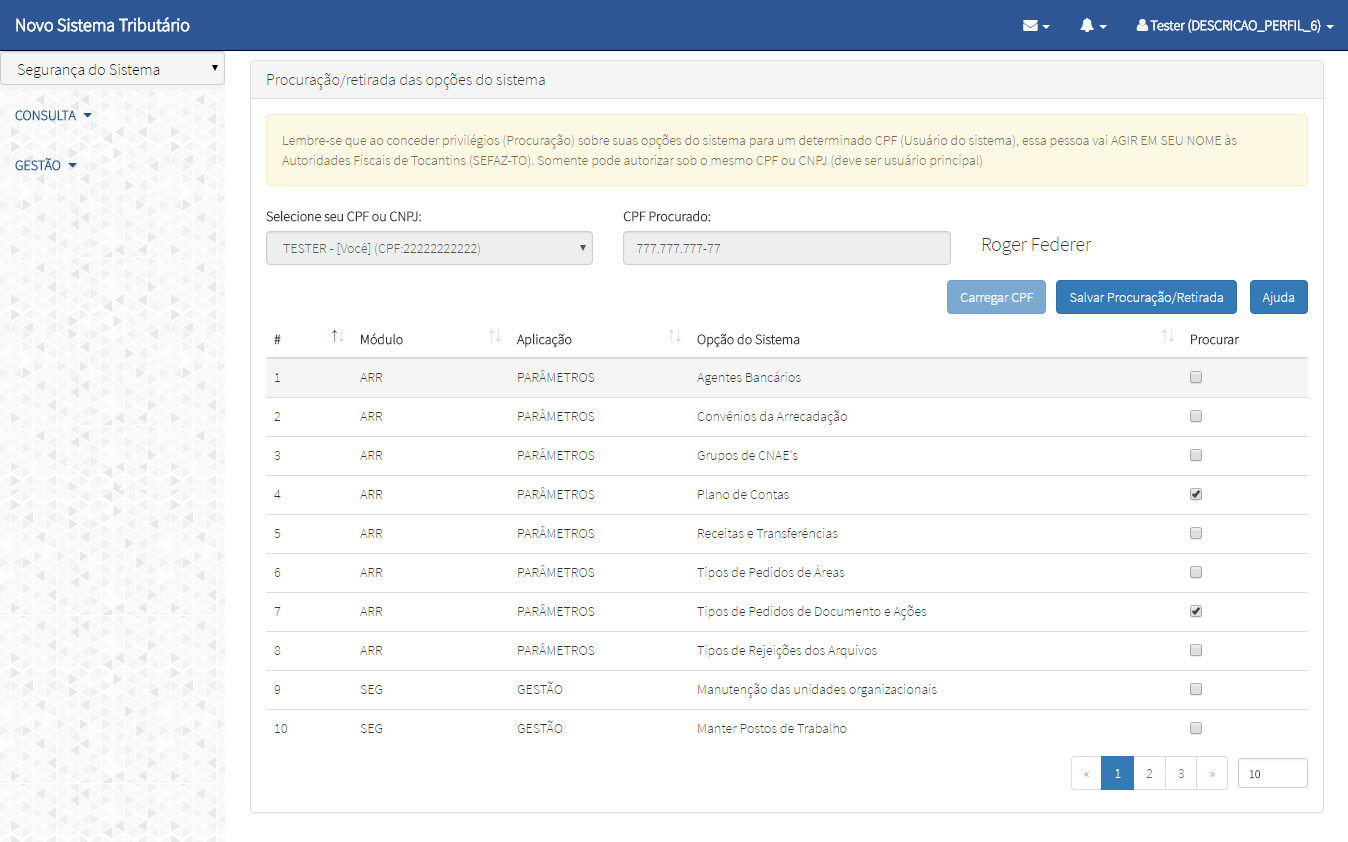 Novo Sistema Tributário
Tester (DESCRICAO_PERFIL_6)
Segurança do Sistema
CONSULTA
GESTÃO
Procuração/retirada das opções do sistema
Lembre-se que ao conceder privilégios (Procuração) sobre suas opções do sistema para um determinado CPF (Usuário do sistema), essa pessoa vai AGIR EM SEU NOME às
Autoridades Fiscais de Tocantins (SEFAZ-TO). Somente pode autorizar sob o mesmo CPF ou CNPJ (deve ser usuário principal)
Selecione seu CPF ou CNPJ: CPF Procurado:
TESTER - [Você] (CPF:22222222222) 777.777.777-77 Roger Federer
Carregar CPF Salvar Procuração/Retirada Ajuda
# Módulo Aplicação Opção do Sistema Procurar
1 ARR PARÂMETROS Agentes Bancários
2 ARR PARÂMETROS Convênios da Arrecadação
3 ARR PARÂMETROS Grupos de CNAE's
4 ARR PARÂMETROS Plano de Contas
5 ARR PARÂMETROS Receitas e Transferências
6 ARR PARÂMETROS Tipos de Pedidos de Áreas
7 ARR PARÂMETROS Tipos de Pedidos de Documento e Ações
8 ARR PARÂMETROS Tipos de Rejeições dos Arquivos
9 SEG GESTÃO Manutenção das unidades organizacionais
10 SEG GESTÃO Manter Postos de Trabalho
« 1 2 3 » 10